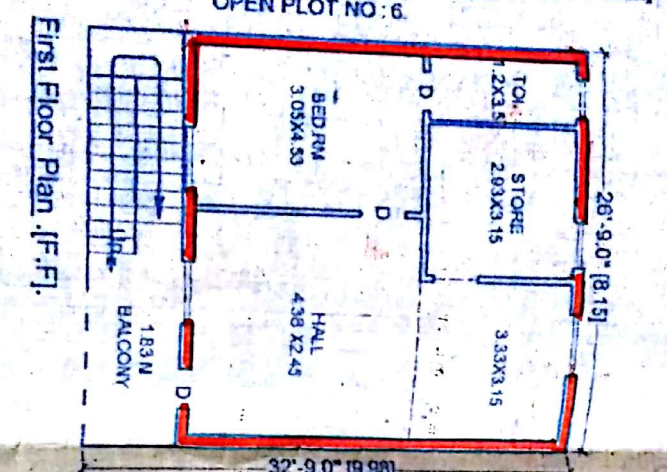 OPEN PLOT NO : 6.
TOI.
1.2X3.5
D
BED.RM
3.05X4.53
STORE
2.93X3.15
26'-9.0" [8.15]
D
HALL
4.38 X2.45
3.33X3.15
1.83 N
BALCONY
D
First Floor Plan .[F.F].
32'-9.0" [9.98]